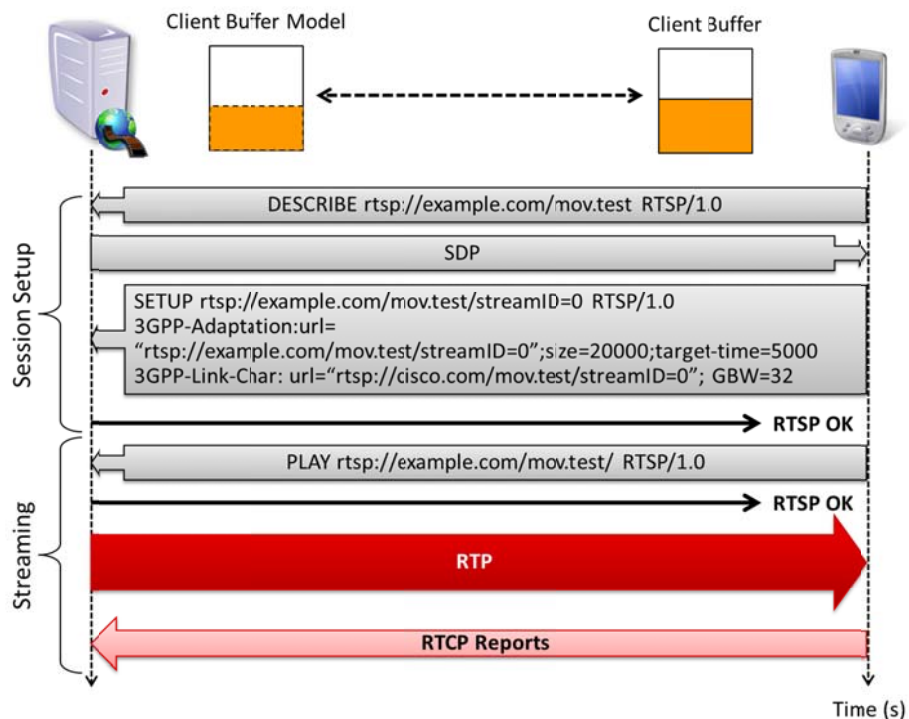 Client Buffer Model
Client Buffer
Session Setup
DESCRIBE rtsp://example.com/mov.test RTSP/1.0
SDP
SETUP rtsp://example.com/mov.test/streamID=0 RTSP/1.0
3GPP-Adaptation:url=
“rtsp://example.com/mov.test/streamID=0”;size=20000;target-time=5000
3GPP-Link-Char: url=“rtsp://cisco.com/mov.test/streamID=0”; GBW=32
RTSP OK
Streaming
PLAY rtsp://example.com/mov.test/ RTSP/1.0
RTSP OK
RTP
RTCP Reports
Time (s)